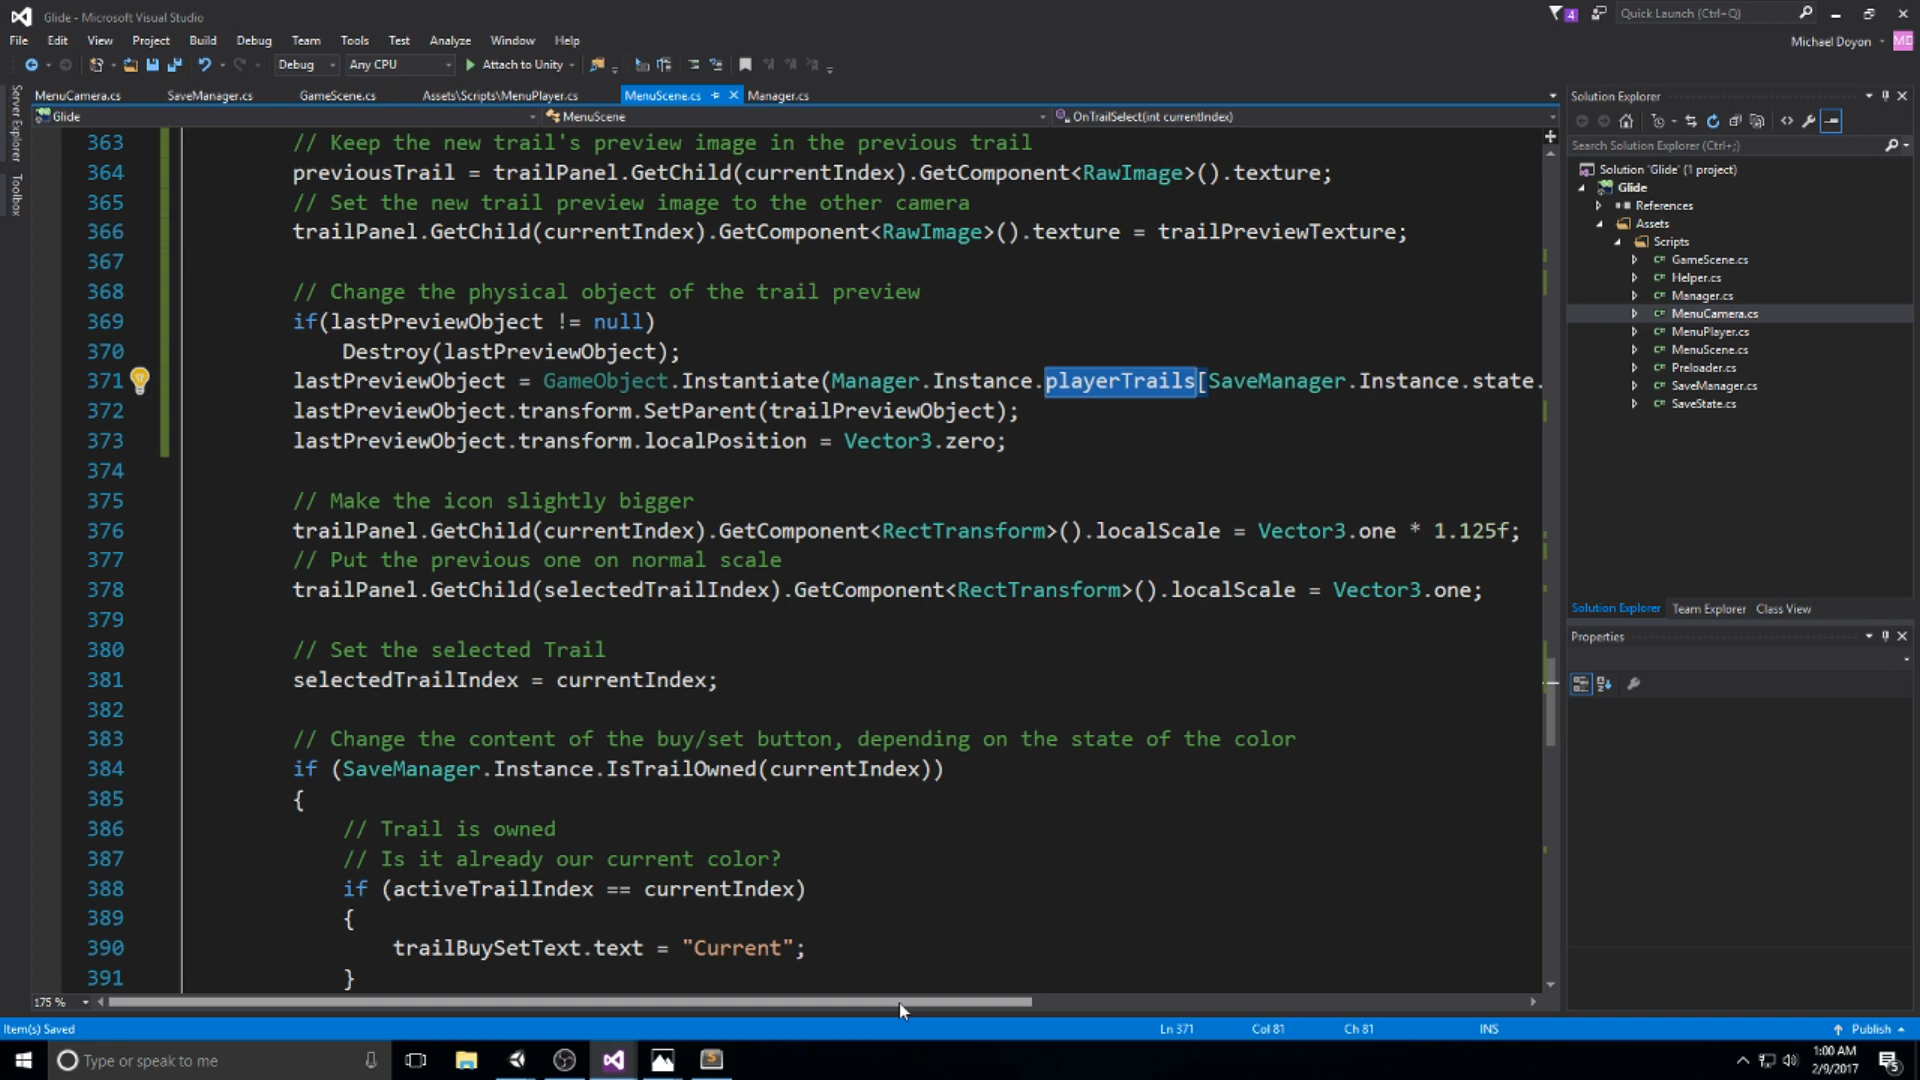 Glide - Microsoft Visual Studio
4
Quick Launch (Ctrl+Q)
File Edit View Project Build Debug Team Tools Test Analyze Window Help
Michael Doyon
MD
Debug Any CPU Attach to Unity
MenuCamera.cs SaveManager.cs GameScene.cs Assets\Scripts\MenuPlayer.cs MenuScene.cs Manager.cs
Glide MenuScene OnTrailSelect(int currentIndex)
Server Explorer
Toolbox
363 // Keep the new trail's preview image in the previous trail
364 previousTrail = trailPanel.GetChild(currentIndex).GetComponent<RawImage>().texture;
365 // Set the new trail preview image to the other camera
366 trailPanel.GetChild(currentIndex).GetComponent<RawImage>().texture = trailPreviewTexture;
367
368 // Change the physical object of the trail preview
369 if(lastPreviewObject != null)
370 Destroy(lastPreviewObject);
371 lastPreviewObject = GameObject.Instantiate(Manager.Instance.playerTrails[SaveManager.Instance.state.
372 lastPreviewObject.transform.SetParent(trailPreviewObject);
373 lastPreviewObject.transform.localPosition = Vector3.zero;
374
375 // Make the icon slightly bigger
376 trailPanel.GetChild(currentIndex).GetComponent<RectTransform>().localScale = Vector3.one * 1.125f;
377 // Put the previous one on normal scale
378 trailPanel.GetChild(selectedTrailIndex).GetComponent<RectTransform>().localScale = Vector3.one;
379
380 // Set the selected Trail
381 selectedTrailIndex = currentIndex;
382
383 // Change the content of the buy/set button, depending on the state of the color
384 if (SaveManager.Instance.IsTrailOwned(currentIndex))
385 {
386 // Trail is owned
387 // Is it already our current color?
388 if (activeTrailIndex == currentIndex)
389 {
390 trailBuySetText.text = "Current";
391 }
175 %
Solution Explorer
Search Solution Explorer (Ctrl+;)
Solution 'Glide' (1 project)
Glide
References
Assets
Scripts
GameScene.cs
Helper.cs
Manager.cs
MenuCamera.cs
MenuPlayer.cs
MenuScene.cs
Preloader.cs
SaveManager.cs
SaveState.cs
Solution Explorer Team Explorer Class View
Properties
Item(s) Saved Ln 371 Col 81 Ch 81 INS Publish
Type or speak to me
1:00 AM
2/9/2017
5